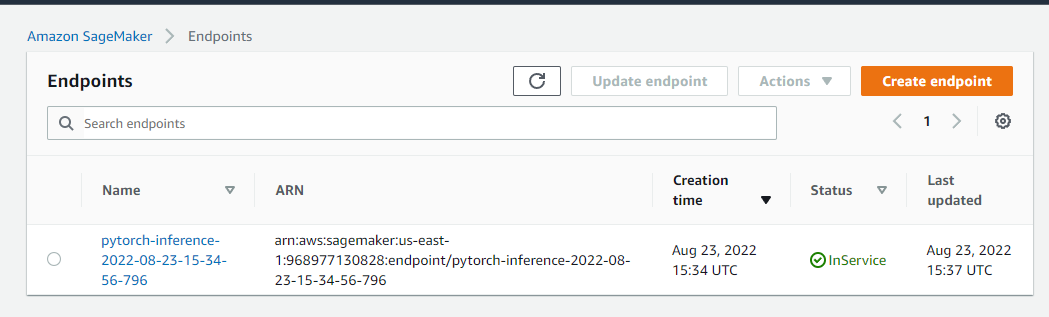 Amazon SageMaker > Endpoints
Endpoints
Update endpoint
Actions
Create endpoint
Search endpoints
1
Name
ARN
Creation
time
Status
Last
updated
pytorch-inference-
2022-08-23-15-34-
56-796
arn:aws:sagemaker:us-east-
1:968977130828:endpoint/pytorch-inference-2022-08-
23-15-34-56-796
Aug 23, 2022
15:34 UTC
InService
Aug 23, 2022
15:37 UTC